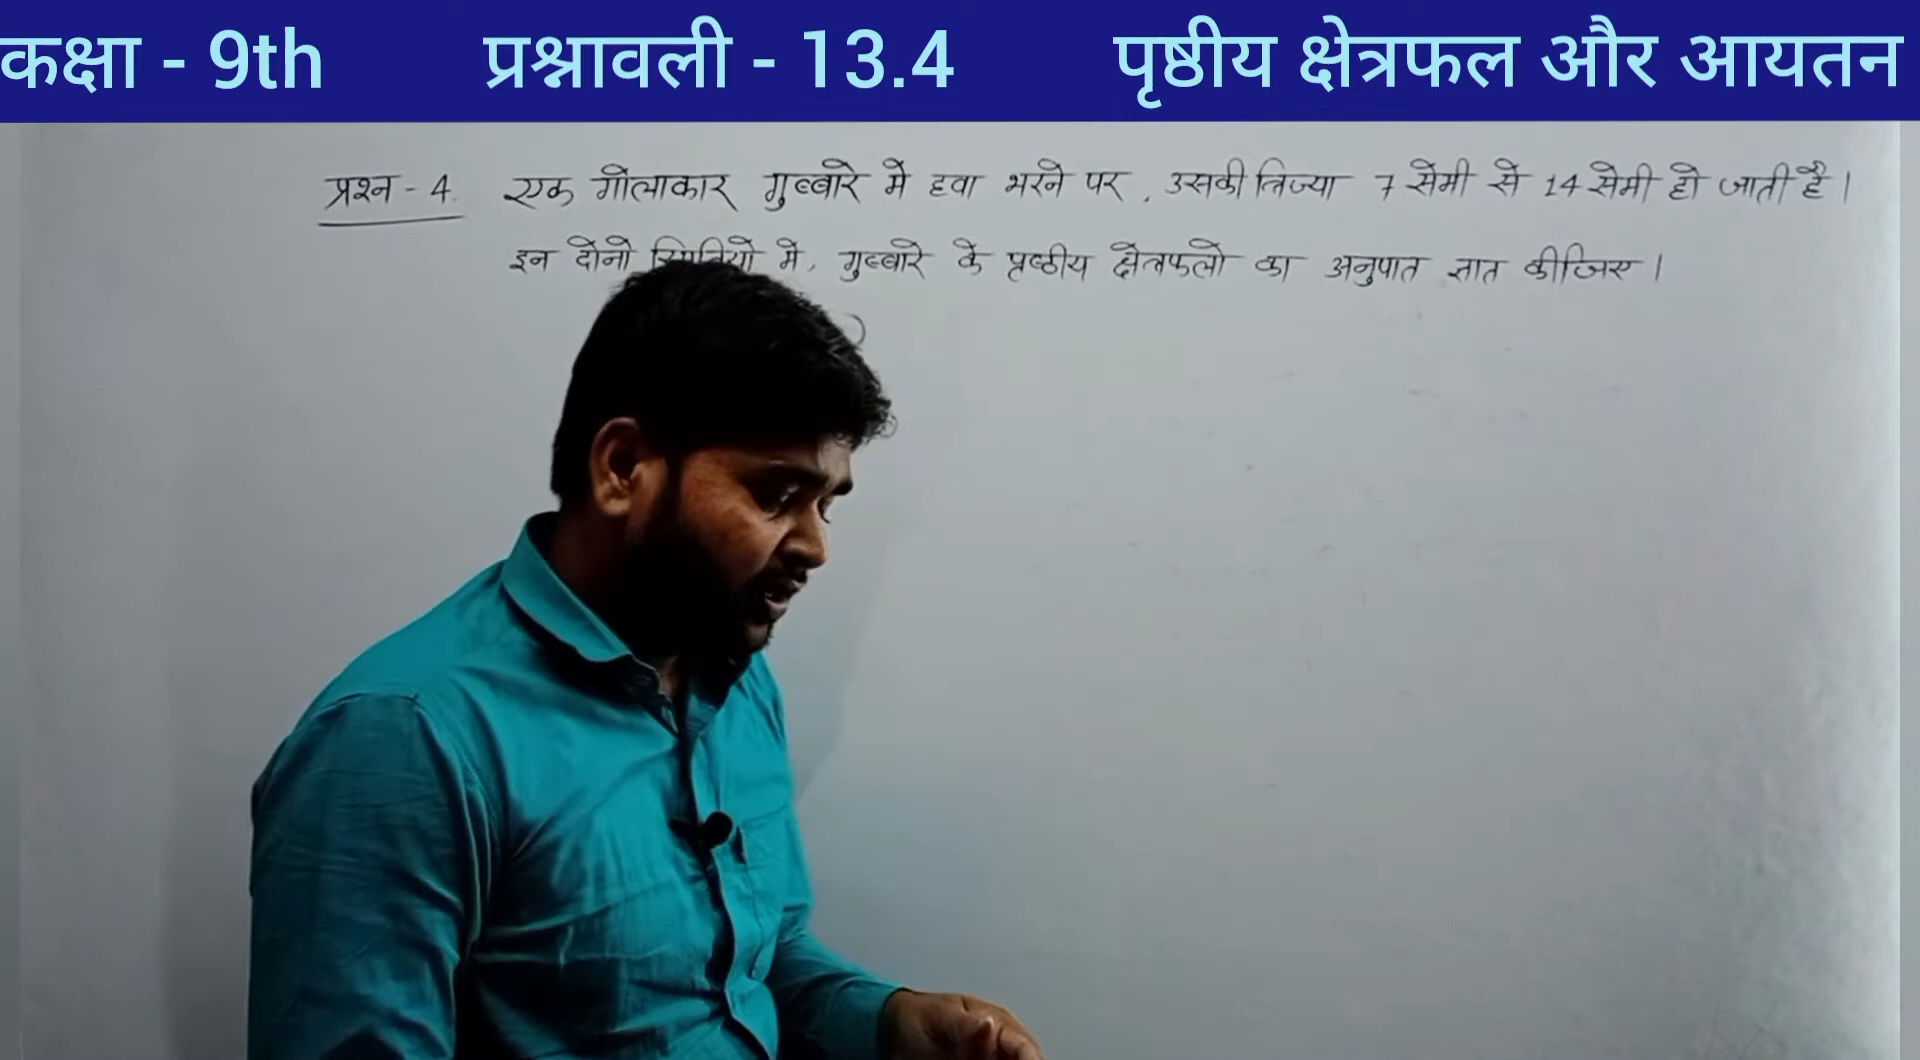 कक्षा - 9th प्रश्नावली - 13.4 पृष्ठीय क्षेत्रफल और आयतन
प्रश्न - 4. एक गोलाकार गुब्बारे मे हवा भरने पर , उसकी त्रिज्या 7 सेमी से 14 सेमी हो जाती है ।
इन दोनो मे , गुब्बारे के प्रष्ठीय क्षेत्रफलो का अनुपात ज्ञात कीजिए ।